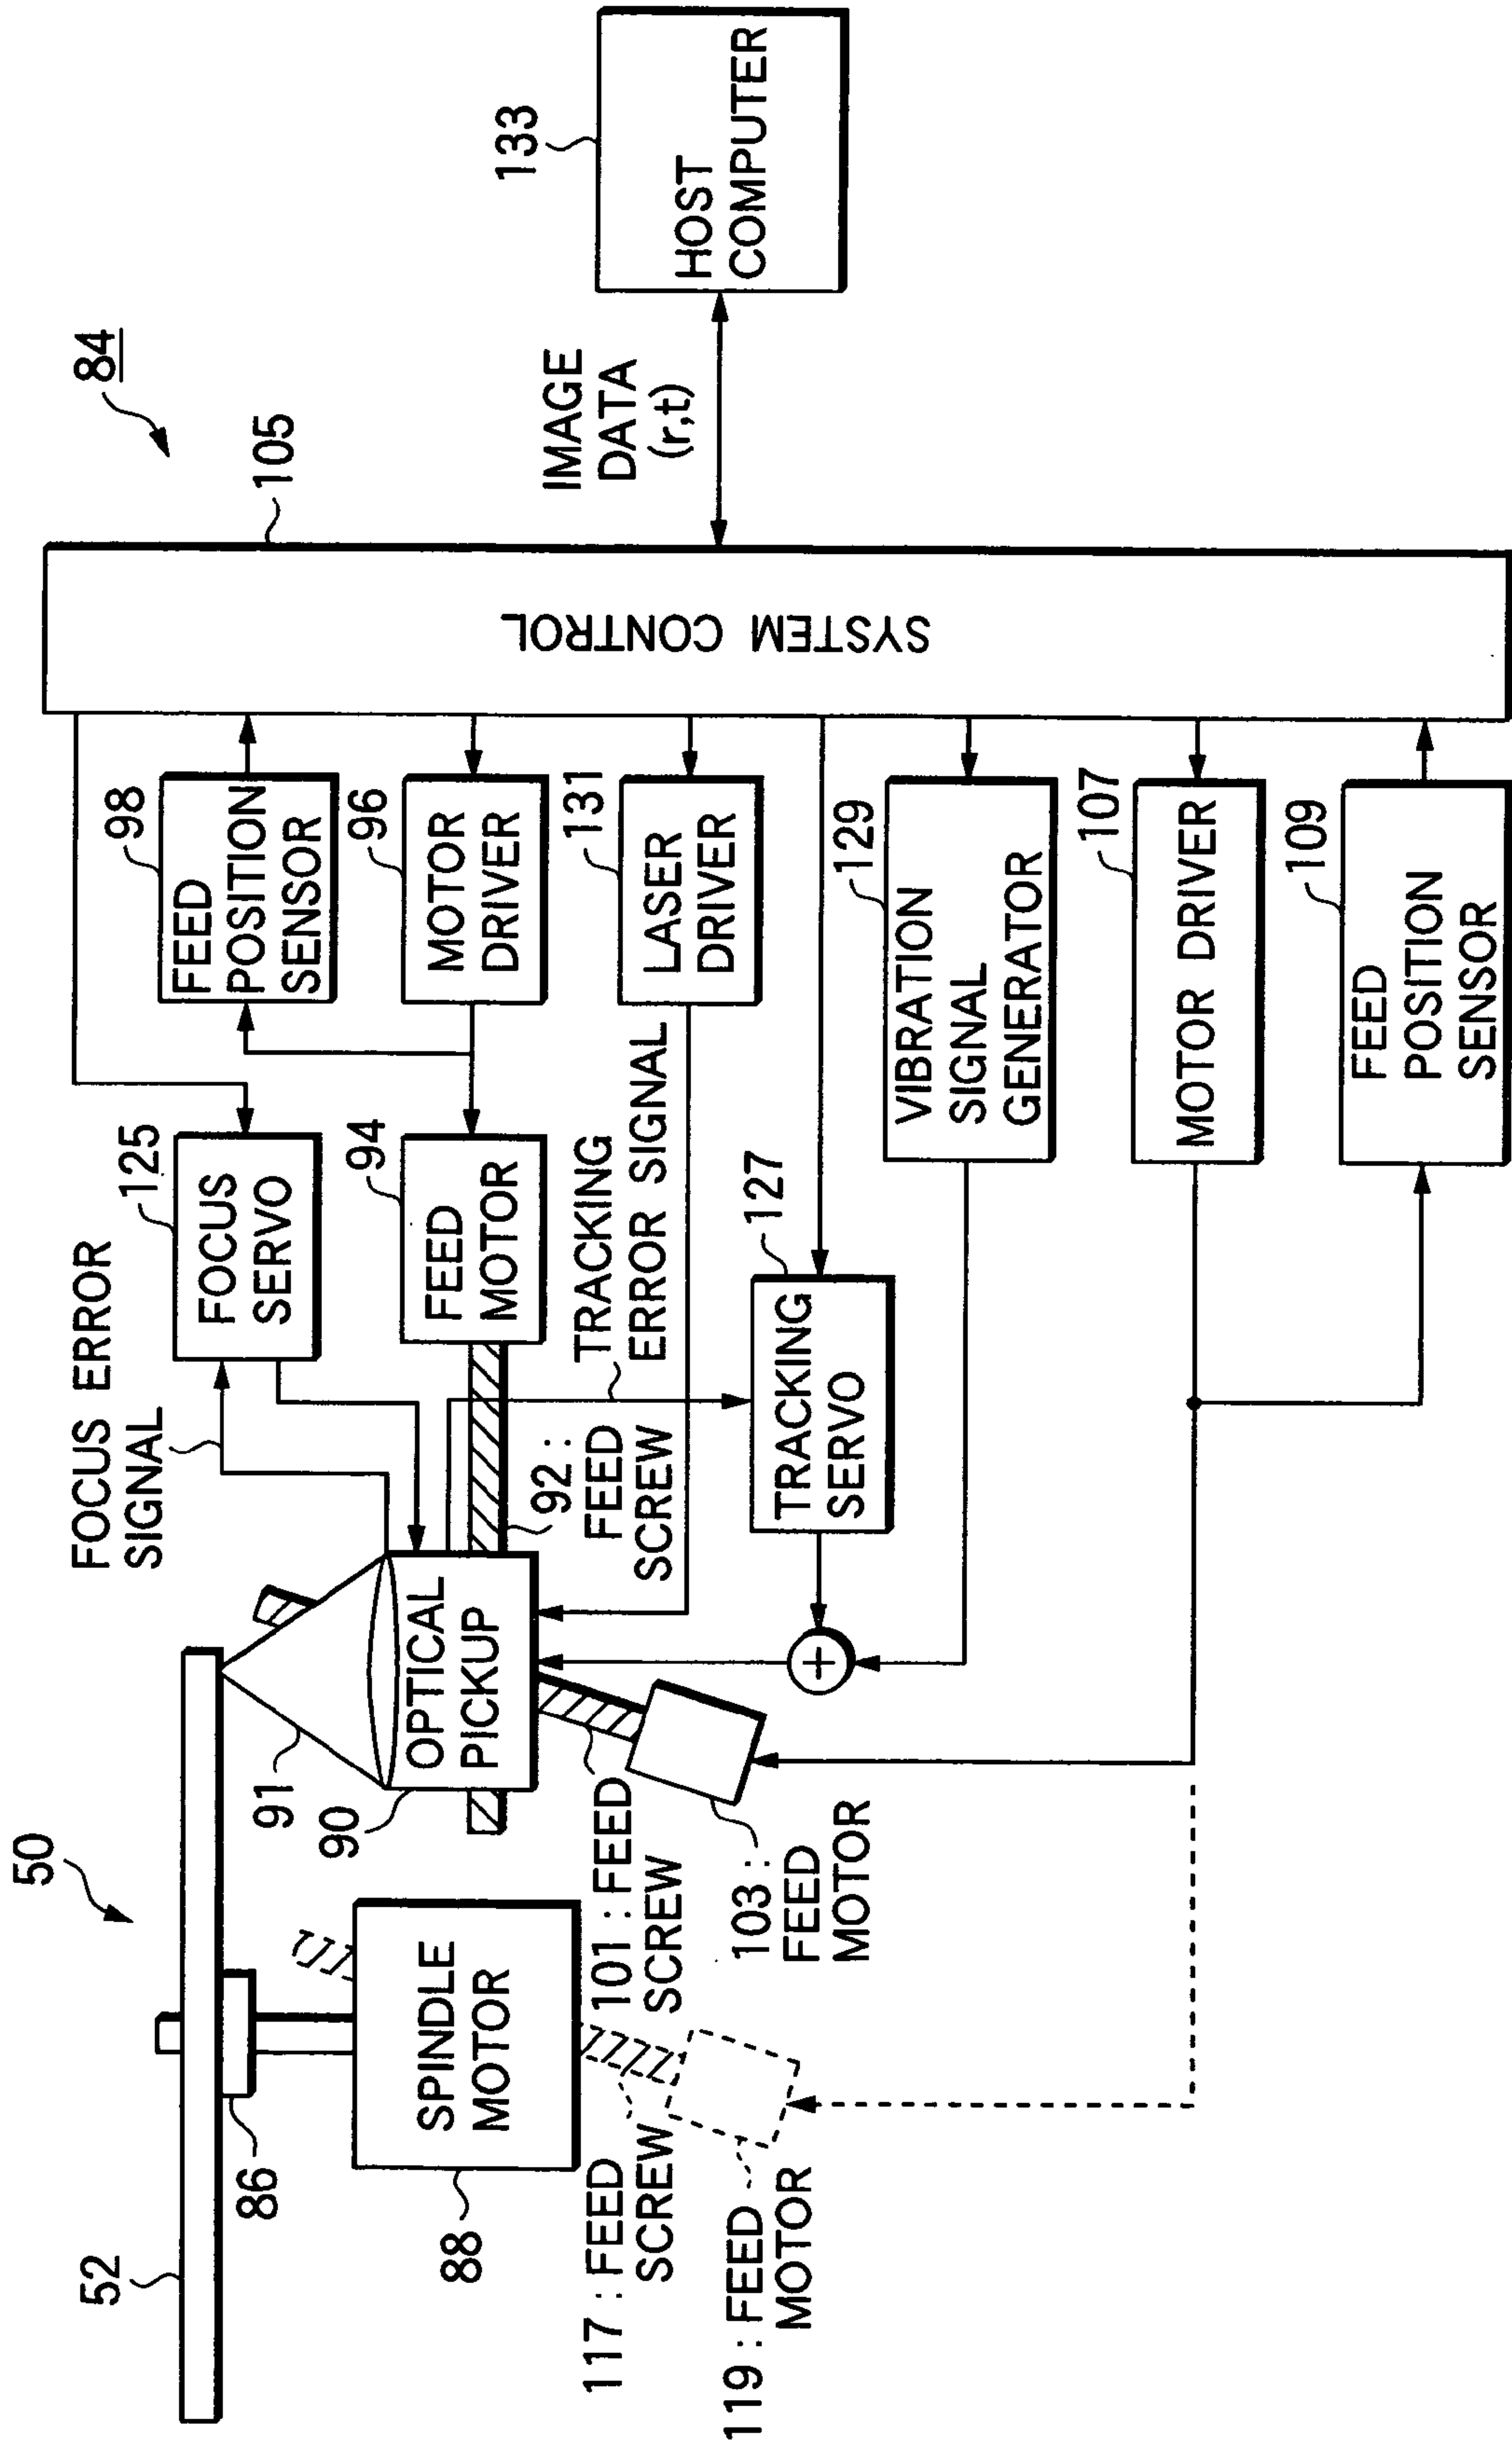 84
50
52
86
SPINDLE
MOTOR
88
91
90
OPTICAL
PICKUP
FOCUS ERROR
SIGNAL
FOCUS
SERVO
125
FEED
POSITION
SENSOR
98
FEED
MOTOR
94
MOTOR
DRIVER
96
92 : FEED
SCREW
TRACKING
ERROR SIGNAL
LASER
DRIVER
131
TRACKING
SERVO
127
+
VIBRATION
SIGNAL
GENERATOR
129
101 : FEED
SCREW
103 :
FEED
MOTOR
117 : FEED
SCREW
119 : FEED
MOTOR
MOTOR DRIVER
107
FEED
POSITION
SENSOR
109
SYSTEM CONTROL
105
IMAGE
DATA
(r,t)
HOST
COMPUTER
133